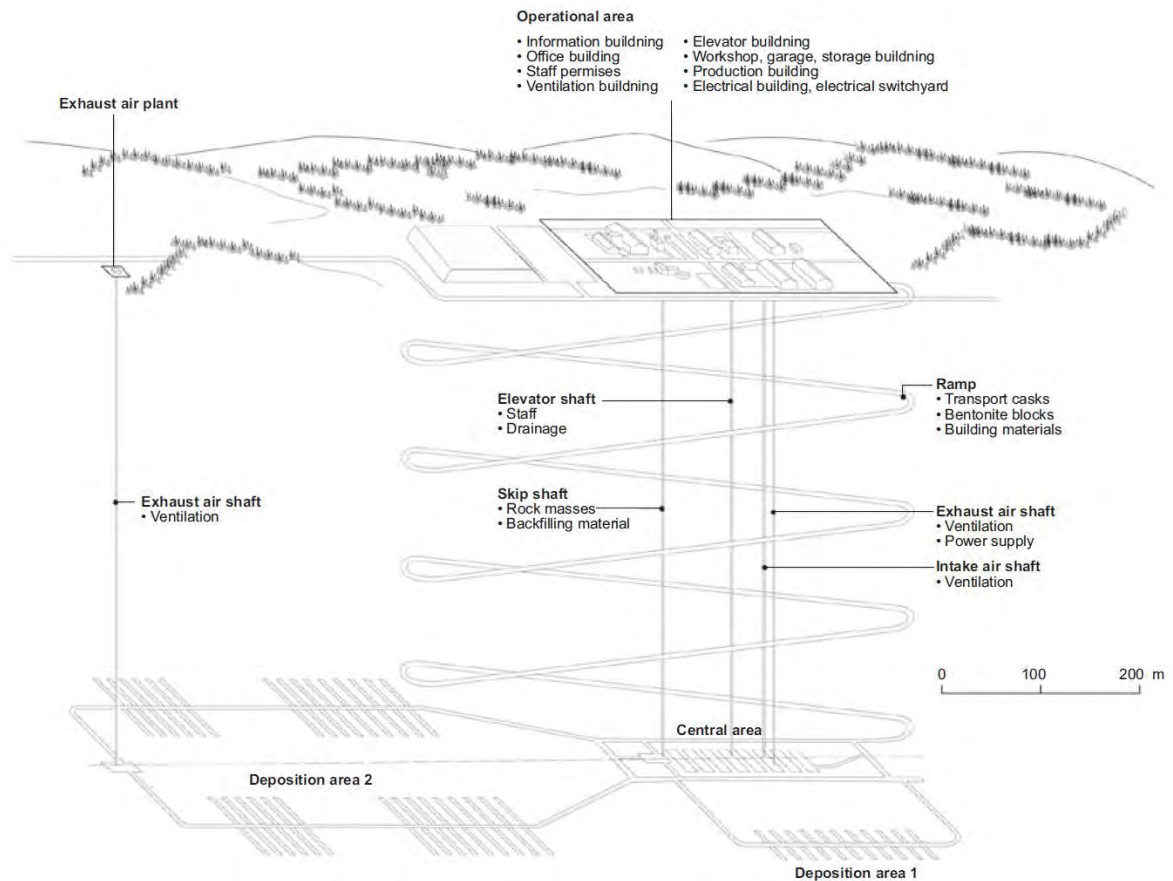 Operational area
• Information buildning
• Office building
• Staff permises
• Ventilation buildning
• Elevator buildning
• Workshop, garage, storage buildning
• Production building
• Electrical building, electrical switchyard
Exhaust air plant
Elevator shaft
• Staff
• Drainage
Ramp
• Transport casks
• Bentonite blocks
• Building materials
Exhaust air shaft
• Ventilation
Skip shaft
• Rock masses
• Backfilling material
Exhaust air shaft
• Ventilation
• Power supply
Intake air shaft
• Ventilation
0 100 200 m
Central area
Deposition area 2
Deposition area 1